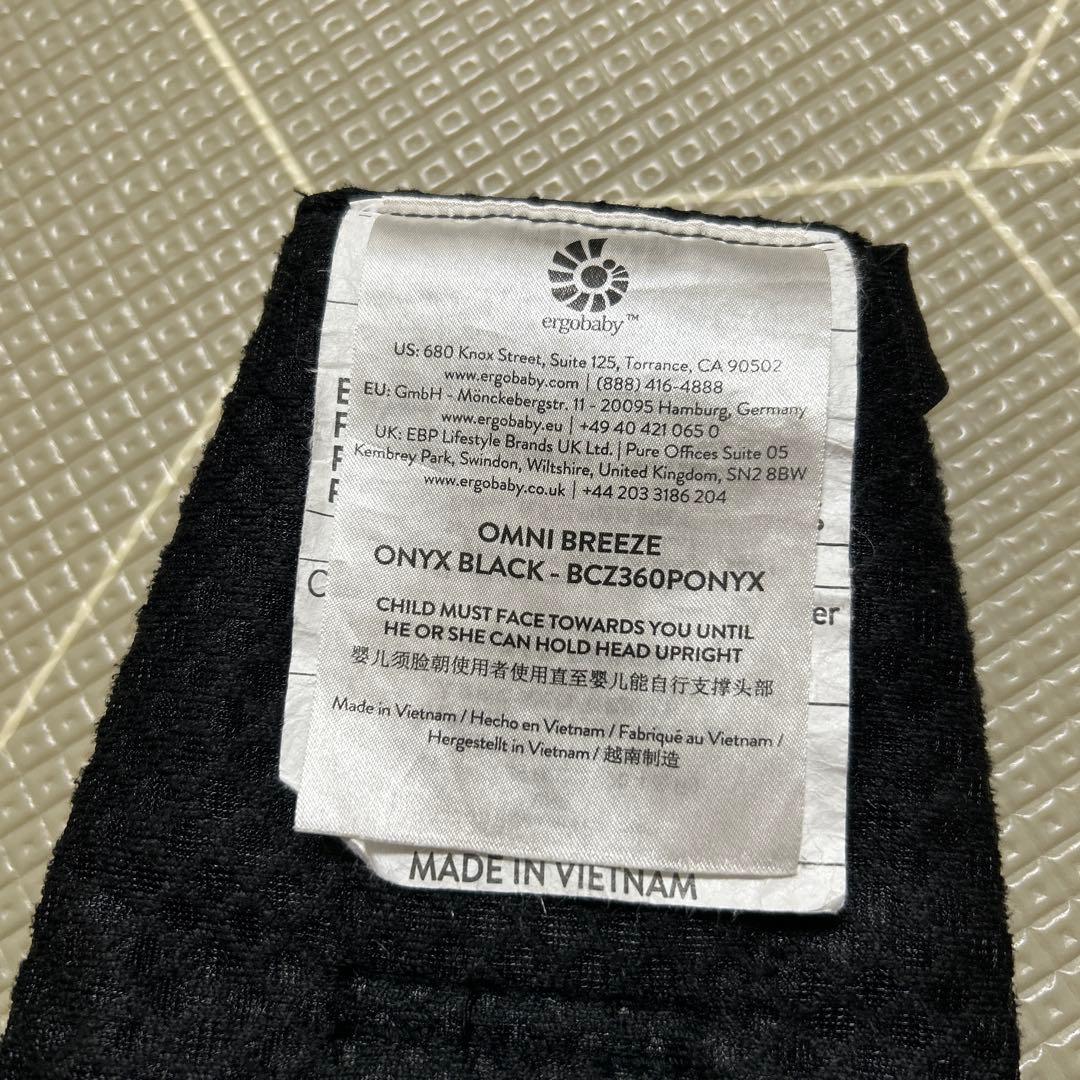 ergobaby™
US: 680 Knox Street, Suite 125, Torrance, CA 90502
www.ergobaby.com | (888) 416-4888
EU: GmbH - Mönckebergstr. 11 - 20095 Hamburg, Germany
www.ergobaby.eu | +49 40 421 065 0
UK: EBP Lifestyle Brands UK Ltd. | Pure Offices Suite 05
Kembrey Park, Swindon, Wiltshire, United Kingdom, SN2 8BW
www.ergobaby.co.uk | +44 203 3186 204
OMNI BREEZE
ONYX BLACK - BCZ360PONYX
CHILD MUST FACE TOWARDS YOU UNTIL
HE OR SHE CAN HOLD HEAD UPRIGHT
婴儿须脸朝使用者使用直至婴儿能自行支撑头部
Made in Vietnam / Hecho en Vietnam / Fabriqué au Vietnam /
Hergestellt in Vietnam / 越南制造
MADE IN VIETNAM